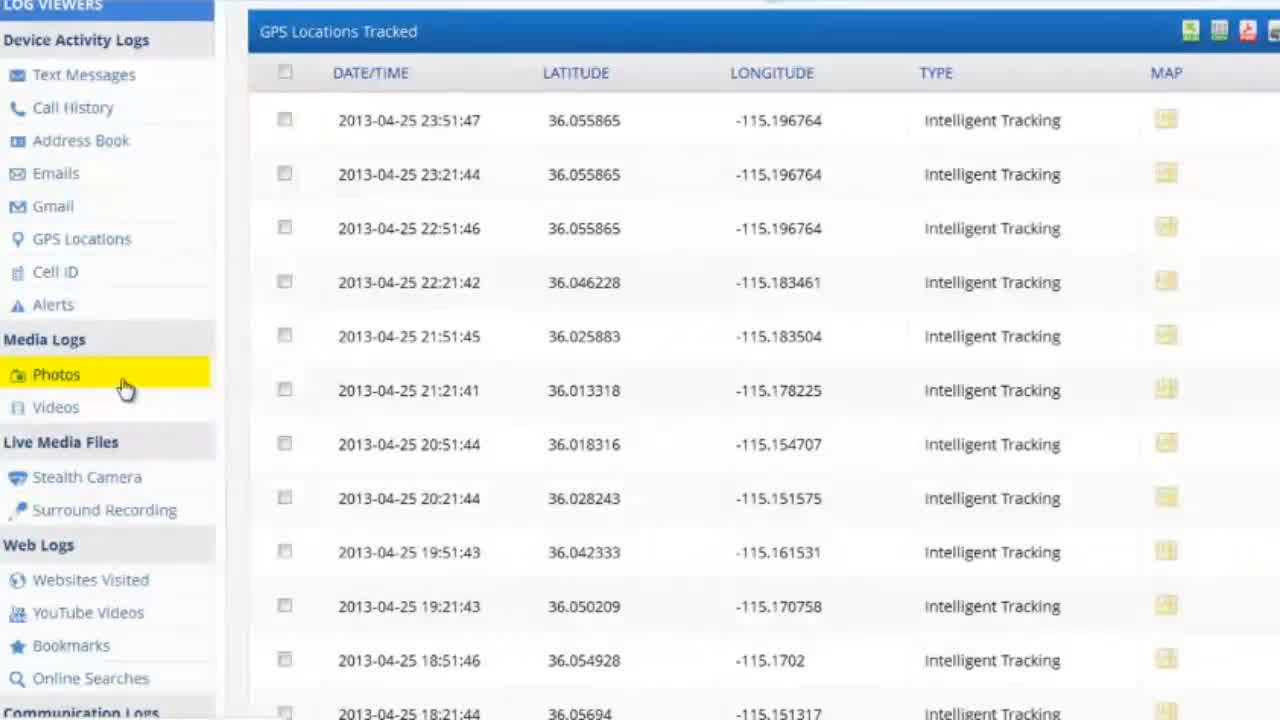 LOG VIEWERS
Device Activity Logs
Text Messages
Call History
Address Book
Emails
Gmail
GPS Locations
Cell ID
Alerts
Media Logs
Photos
Videos
Live Media Files
Stealth Camera
Surround Recording
Web Logs
Websites Visited
YouTube Videos
Bookmarks
Online Searches
Communication Logs
GPS Locations Tracked
DATE/TIME LATITUDE LONGITUDE TYPE MAP
2013-04-25 23:51:47 36.055865 -115.196764 Intelligent Tracking
2013-04-25 23:21:44 36.055865 -115.196764 Intelligent Tracking
2013-04-25 22:51:46 36.055865 -115.196764 Intelligent Tracking
2013-04-25 22:21:42 36.046228 -115.183461 Intelligent Tracking
2013-04-25 21:51:45 36.025883 -115.183504 Intelligent Tracking
2013-04-25 21:21:41 36.013318 -115.178225 Intelligent Tracking
2013-04-25 20:51:44 36.018316 -115.154707 Intelligent Tracking
2013-04-25 20:21:44 36.028243 -115.151575 Intelligent Tracking
2013-04-25 19:51:43 36.042333 -115.161531 Intelligent Tracking
2013-04-25 19:21:43 36.050209 -115.170758 Intelligent Tracking
2013-04-25 18:51:46 36.054928 -115.1702 Intelligent Tracking
2013-04-25 18:21:44 36.05694 -115.151317 Intelligent Tracking